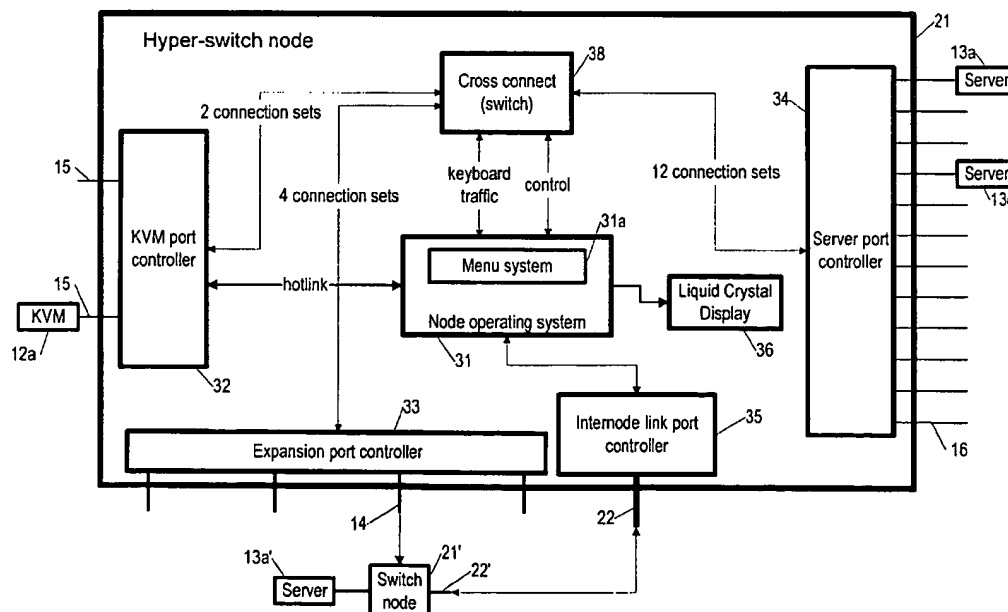 Hyper-switch node
21
38
13a
Cross connect
(switch)
34
Server
2 connection sets
15
4 connection sets
keyboard
traffic
control
12 connection sets
Server
KVM port
controller
31a
Menu system
Server port
controller
hotlink
Liquid Crystal
Display
15
KVM
Node operating system
12a
31
36
32
33
Internode link port
controller
35
Expansion port controller
16
14
22
13a'
21'
22'
Server
Switch
node